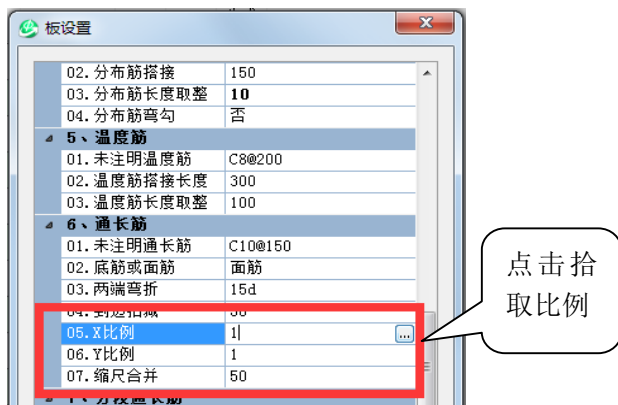 板设置
02.分布筋搭接 150
03.分布筋长度取整 10
04.分布筋弯勾 否
5、温度筋
01.未注明温度筋 C8@200
02.温度筋搭接长度 300
03.温度筋长度取整 100
6、通长筋
01.未注明通长筋 C10@150
02.底筋或面筋 面筋
03.两端弯折 15d
05.X比例 1 ...
06.Y比例 1
07.缩尺合并 50
点击拾
取比例